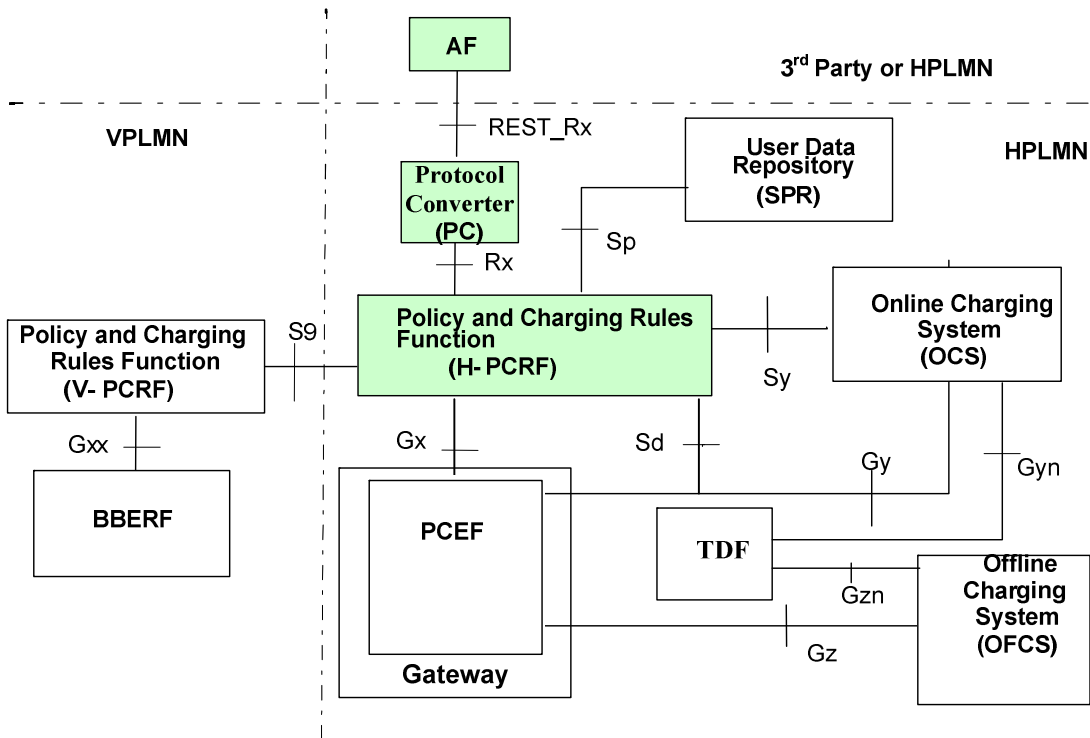 AF
3rd Party or HPLMN
VPLMN
REST_Rx
HPLMN
User Data
Repository
(SPR)
Protocol
Converter
(PC)
Sp
Rx
Policy and Charging
Rules Function
(V- PCRF)
S9
Policy and Charging Rules
Function
(H- PCRF)
Sy
Online Charging
System
(OCS)
Gxx
Gx
Sd
Gy
Gyn
BBERF
PCEF
TDF
Gzn
Offline
Charging
System
(OFCS)
Gz
Gateway